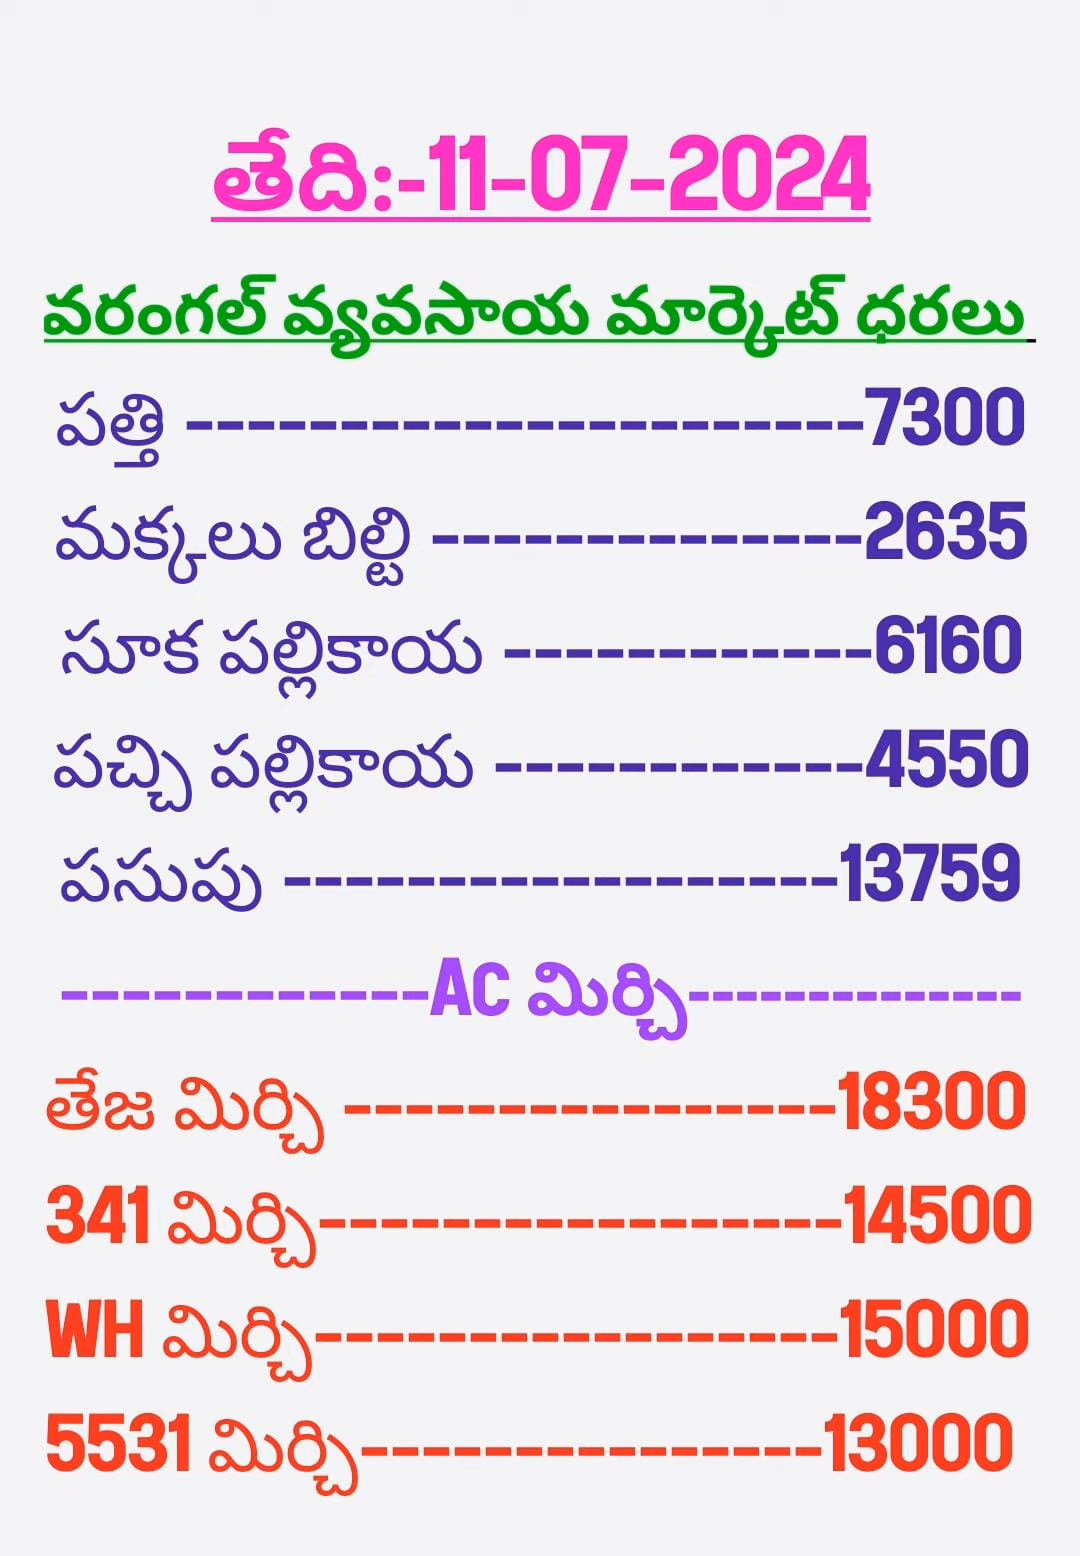 తేది:-11-07-2024
వరంగల్ వ్యవసాయ మార్కెట్ ధరలు
పత్తి ----------------------7300
మక్కలు బిల్టి --------------2635
సూక పల్లికాయ ------------6160
పచ్చి పల్లికాయ ------------4550
పసుపు ------------------13759
------------AC మిర్చి-----------
తేజ మిర్చి ----------------18300
341 మిర్చి-----------------14500
WH మిర్చి-----------------15000
5531 మిర్చి---------------13000